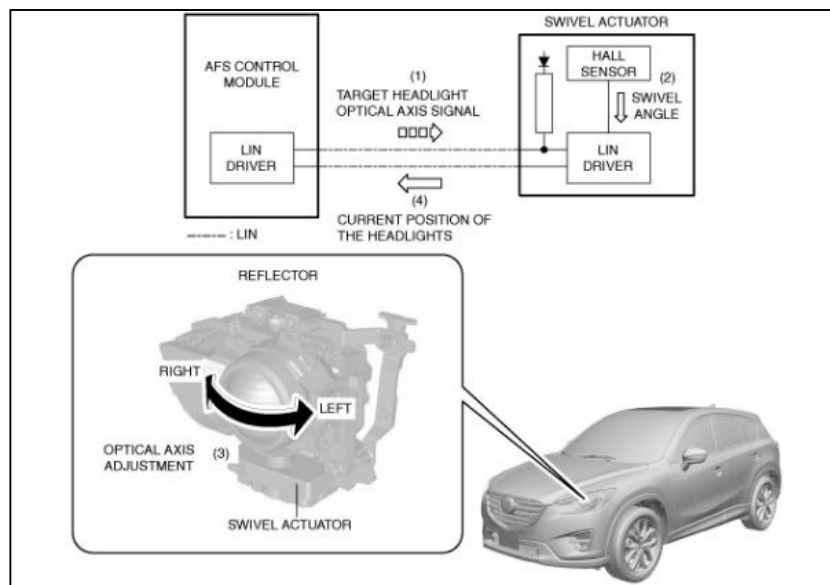 SWIVEL ACTUATOR
AFS CONTROL
MODULE
(1)
TARGET HEADLIGHT
OPTICAL AXIS SIGNAL
HALL
SENSOR
(2)
SWIVEL
ANGLE
LIN
DRIVER
LIN
DRIVER
(4)
CURRENT POSITION OF
THE HEADLIGHTS
: LIN
REFLECTOR
RIGHT
LEFT
OPTICAL AXIS
ADJUSTMENT
(3)
SWIVEL ACTUATOR